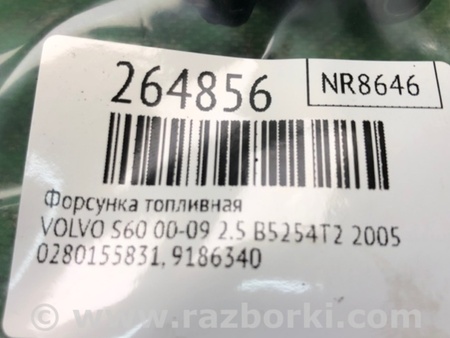 264856
NR8646
Форсунка топливная
VOLVO S60 00-09 2.5 B5254T2 2005
0280155831, 9186340
© www.razborki.com